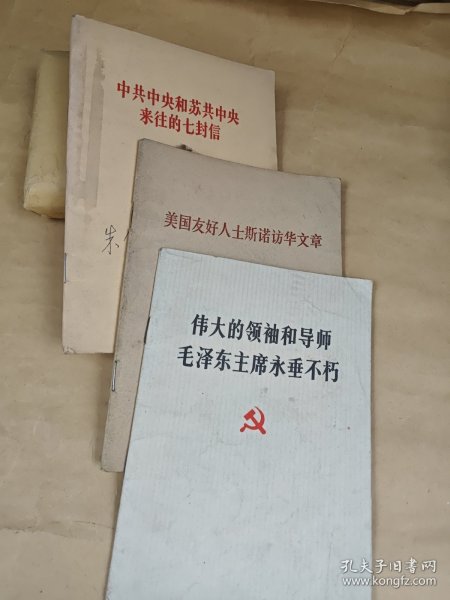 中共中央和苏共中央
来往的七封信
朱
美国友好人士斯诺访华文章
伟大的领袖和导师
毛泽东主席永垂不朽
孔夫子旧书网
www.kongfz.com